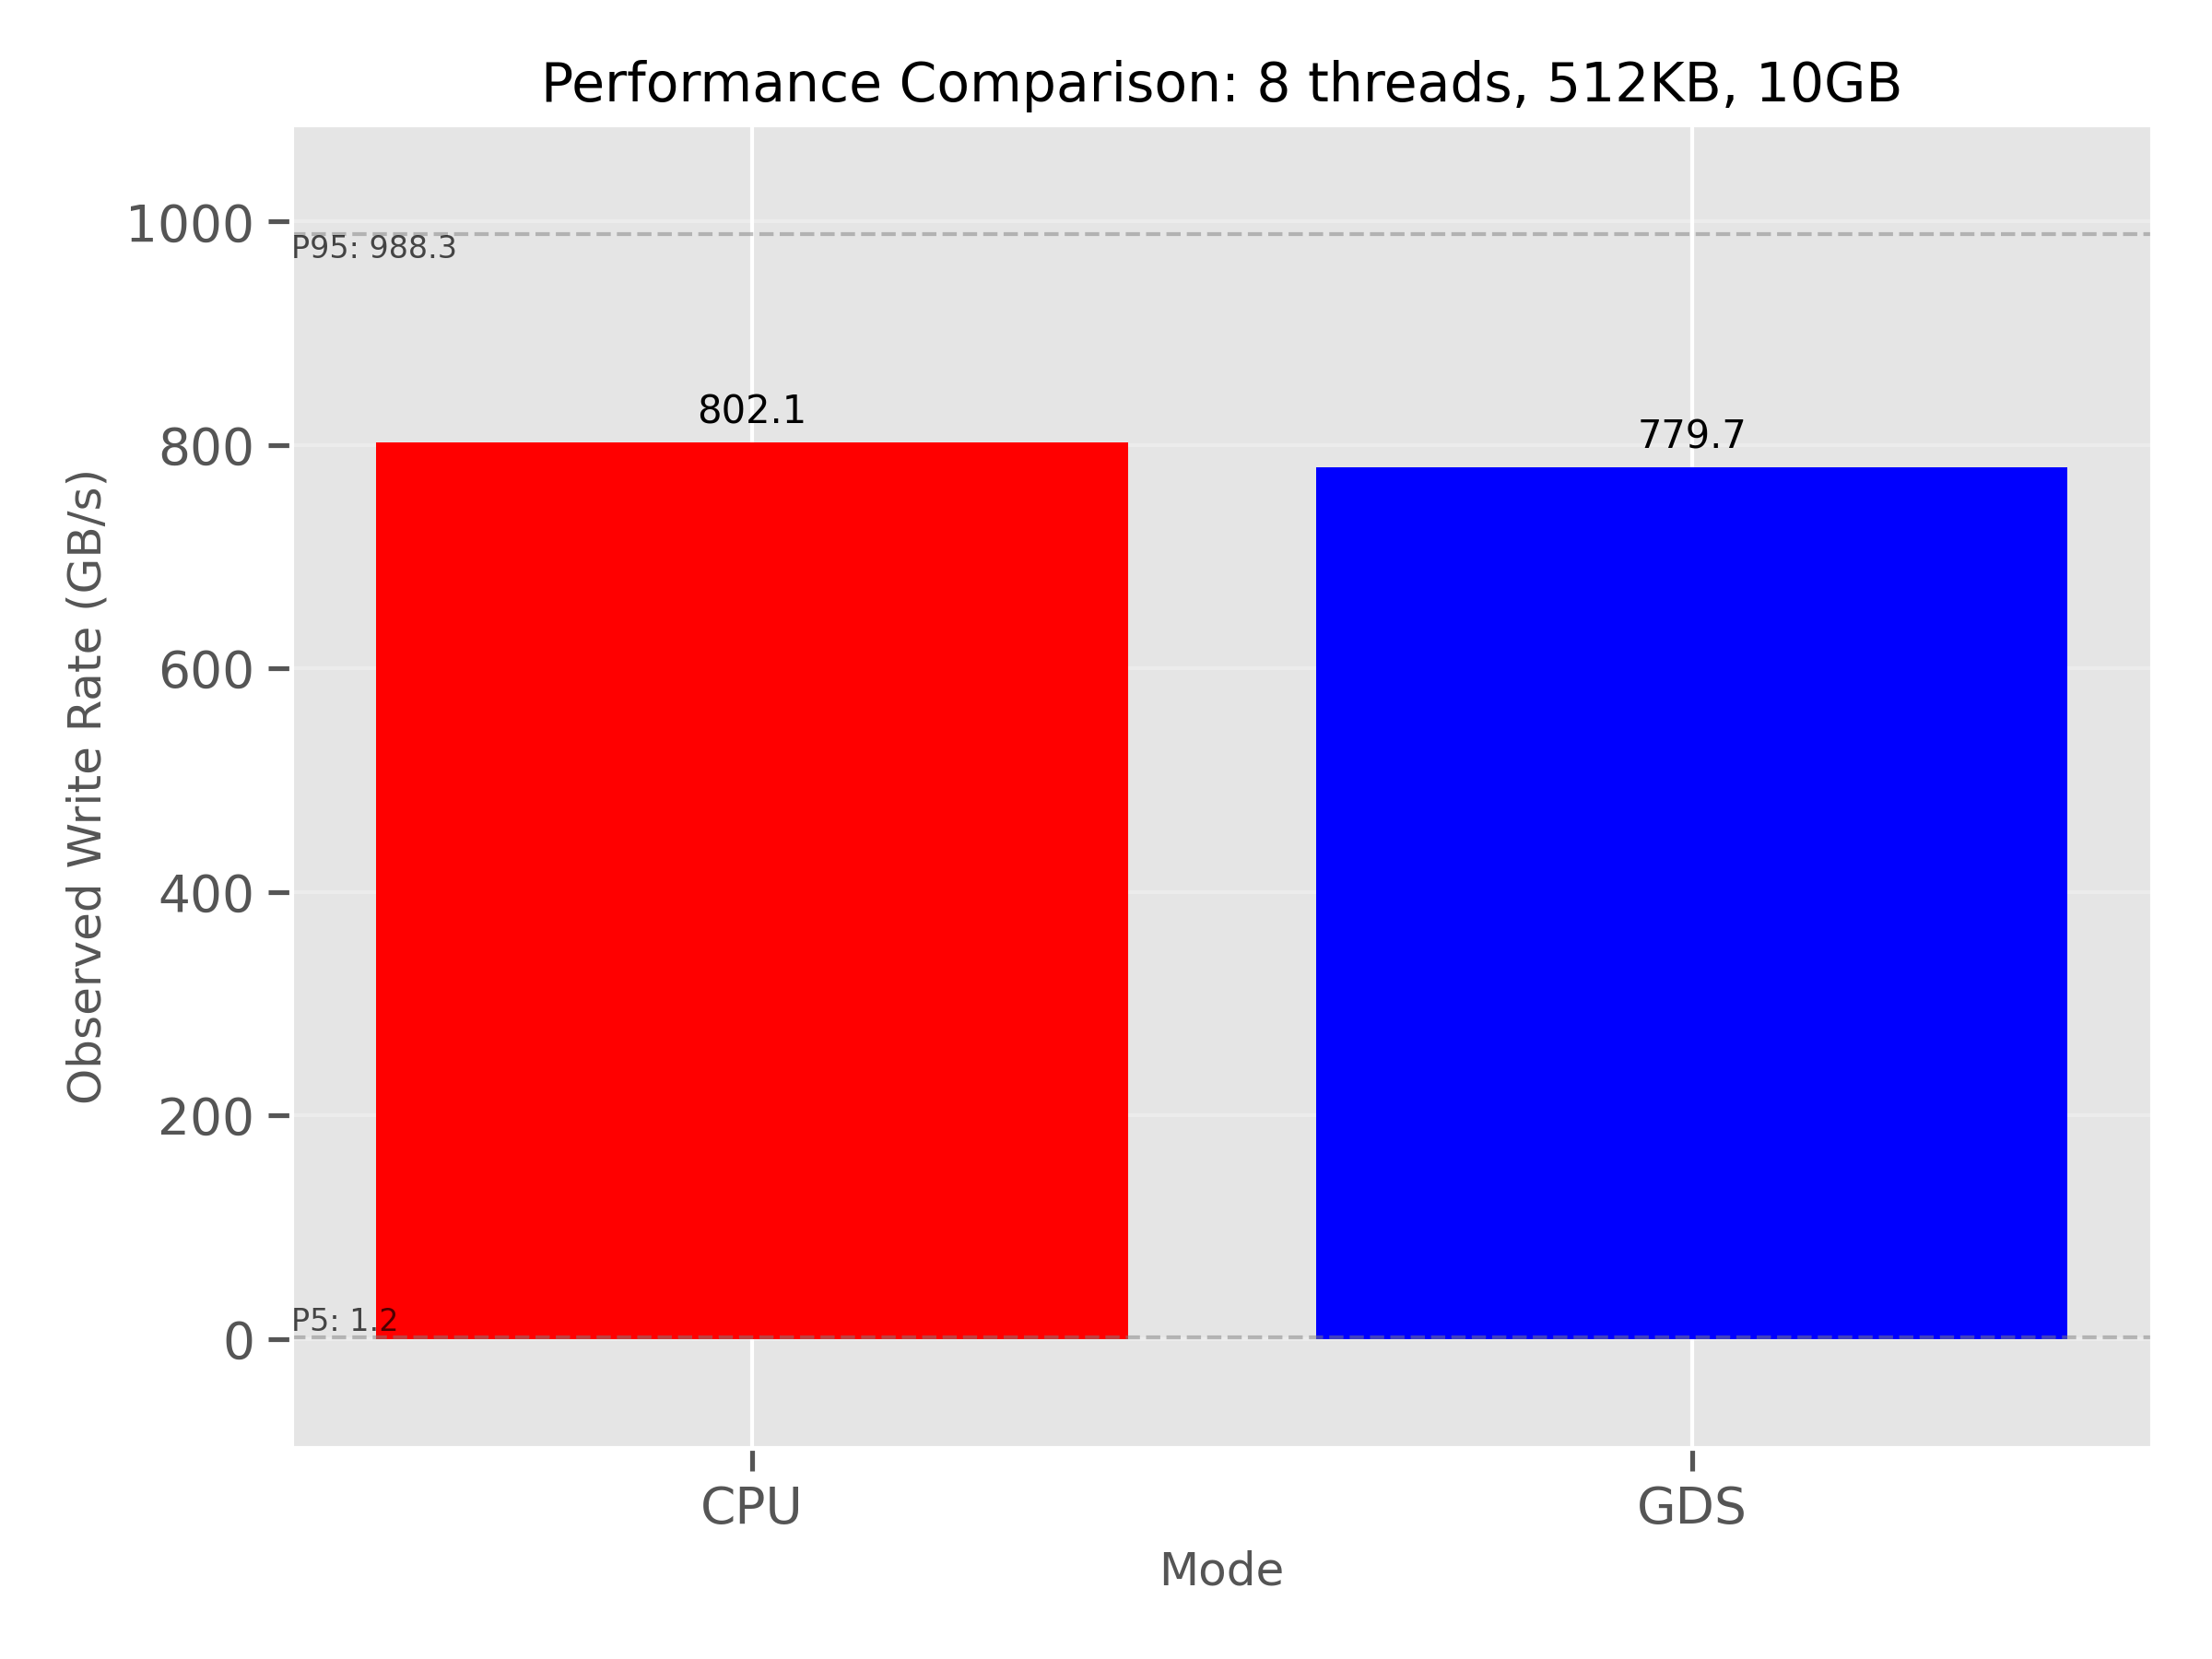 Performance Comparison: 8 threads, 512KB, 10GB
Observed Write Rate (GB/s)
1000
P95: 988.3
802.1
779.7
800
600
400
200
P5: 1.2
0
CPU
GDS
Mode